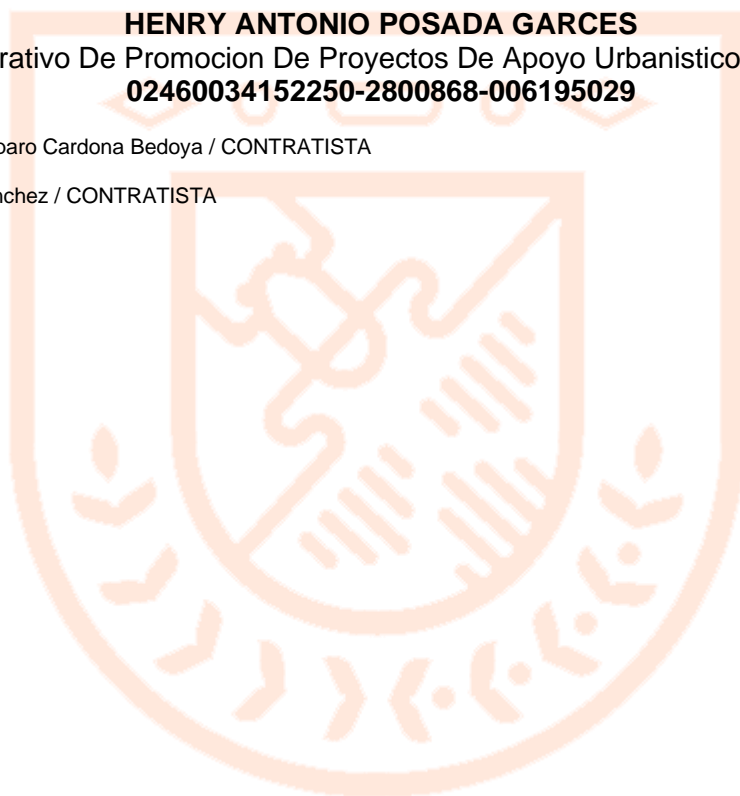 HENRY ANTONIO POSADA GARCES
rativo De Promocion De Proyectos De Apoyo Urbanistico
02460034152250-2800868-006195029
paro Cardona Bedoya / CONTRATISTA
nchez / CONTRATISTA